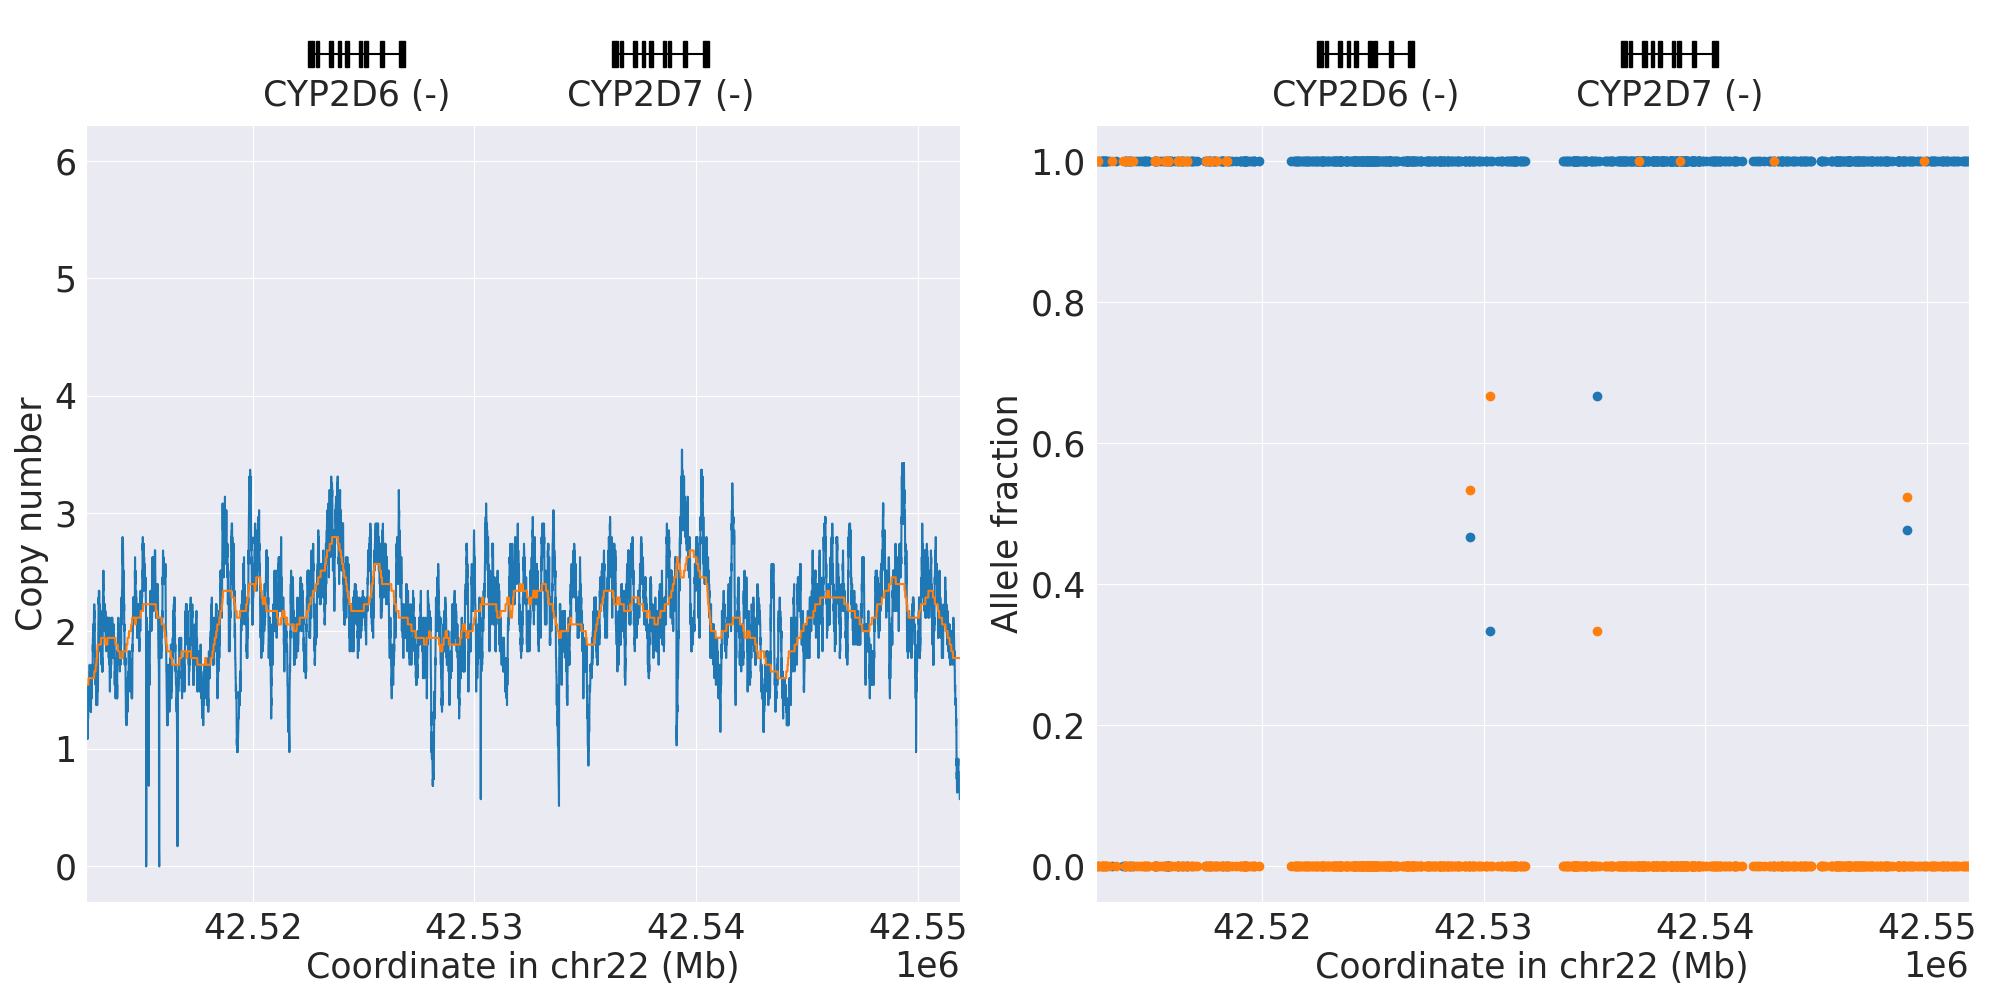 CYP2D6 (-)
CYP2D7 (-)
6
5
4
3
2
1
0
Copy number
42.52
42.53
42.54
42.55
Coordinate in chr22 (Mb)
1e6
CYP2D6 (-)
CYP2D7 (-)
1.0
0.8
0.6
0.4
0.2
0.0
Allele fraction
42.52
42.53
42.54
42.55
Coordinate in chr22 (Mb)
1e6